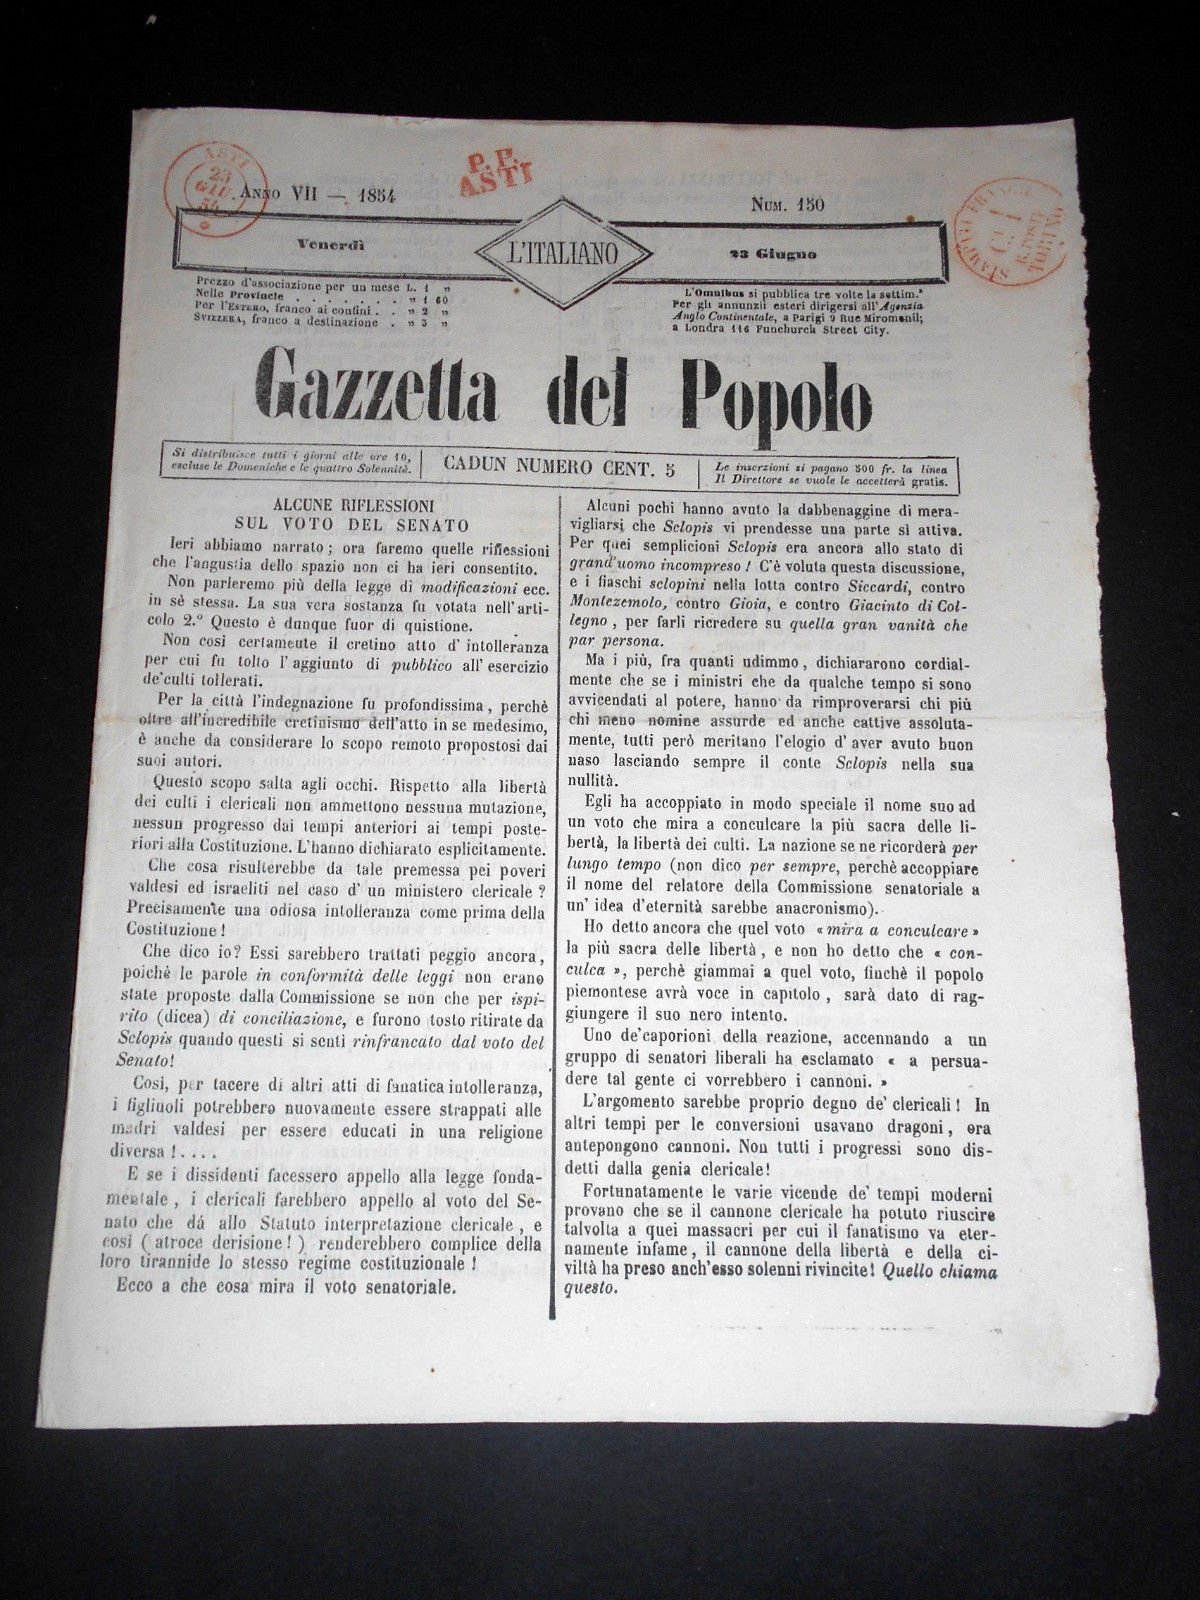 ASTI
23
GIU.
54
P.P.
ASTI
STAMPATI FRANCHI
C. 1
R. POSTE
TORINO
Anno VII — 1854
Num. 150
Venerdì
L'ITALIANO
23 Giugno
Prezzo d'associazione per un mese L. 1 »
Nelle Provincie . . . . . . . » 1 60
Per l'Estero, franco ai confini . . » 2 »
Svizzera, franco a destinazione . » 3 »
L'Omnibus si pubblica tre volte la settim.ª
Per gli annunzii esteri dirigersi all'Agenzia
Anglo Continentale, a Parigi 9 Rue Miromenil;
a Londra 116 Funchurch Street City.
Gazzetta del Popolo
Si distribuisce tutti i giorni alle ore 10,
escluse le Domeniche e le quattro Solennità.
CADUN NUMERO CENT. 5
Le inserzioni si pagano 500 fr. la linea
Il Direttore se vuole le accetterà gratis.
ALCUNE RIFLESSIONI
SUL VOTO DEL SENATO
Ieri abbiamo narrato ; ora faremo quelle riflessioni
che l'angustia dello spazio non ci ha ieri consentito.
Non parleremo più della legge di modificazioni ecc.
in sè stessa. La sua vera sostanza fu votata nell'arti-
colo 2.º Questo è dunque fuor di quistione.
Non così certamente il cretino atto d' intolleranza
per cui fu tolto l'aggiunto di pubblico all'esercizio
de'culti tollerati.
Per la città l'indegnazione fu profondissima, perchè
oltre all'incredibile cretinismo dell'atto in se medesimo,
è anche da considerare lo scopo remoto propostosi dai
suoi autori.
Questo scopo salta agli occhi. Rispetto alla libertà
dei culti i clericali non ammettono nessuna mutazione,
nessun progresso dai tempi anteriori ai tempi poste-
riori alla Costituzione. L'hanno dichiarato esplicitamente.
Che cosa risulterebbe da tale premessa pei poveri
valdesi ed israeliti nel caso d' un ministero clericale ?
Precisamente una odiosa intolleranza come prima della
Costituzione !
Che dico io? Essi sarebbero trattati peggio ancora,
poichè le parole in conformità delle leggi non erano
state proposte dalla Commissione se non che per ispi-
rito (dicea) di conciliazione, e furono tosto ritirate da
Sclopis quando questi si sentì rinfrancato dal voto del
Senato!
Così, per tacere di altri atti di fanatica intolleranza,
i figliuoli potrebbero nuovamente essere strappati alle
madri valdesi per essere educati in una religione
diversa !. . . .
E se i dissidenti facessero appello alla legge fonda-
mentale , i clericali farebbero appello al voto del Se-
nato che dá allo Statuto interpretazione clericale , e
così ( atroce derisione ! ) renderebbero complice della
loro tirannide lo stesso regime costituzionale !
Ecco a che cosa mira il voto senatoriale.
Alcuni pochi hanno avuto la dabbenaggine di mera-
vigliarsi che Sclopis vi prendesse una parte sì attiva.
Per quei semplicioni Sclopis era ancora allo stato di
grand'uomo incompreso ! C'è voluta questa discussione,
e i fiaschi sclopini nella lotta contro Siccardi, contro
Montezemolo, contro Gioia, e contro Giacinto di Col-
legno , per farli ricredere su quella gran vanità che
par persona.
Ma i più, fra quanti udimmo, dichiararono cordial-
mente che se i ministri che da qualche tempo si sono
avvicendati al potere, hanno da rimproverarsi chi più
chi meno nomine assurde ed anche cattive assoluta-
mente, tutti però meritano l'elogio d' aver avuto buon
naso lasciando sempre il conte Sclopis nella sua
nullità.
Egli ha accoppiato in modo speciale il nome suo ad
un voto che mira a conculcare la più sacra delle li-
bertà, la libertà dei culti. La nazione se ne ricorderà per
lungo tempo (non dico per sempre, perchè accoppiare
il nome del relatore della Commissione senatoriale a
un' idea d'eternità sarebbe anacronismo).
Ho detto ancora che quel voto «mira a conculcare»
la più sacra delle libertà , e non ho detto che « con-
culca », perchè giammai a quel voto, finchè il popolo
piemontese avrà voce in capitolo , sarà dato di rag-
giungere il suo nero intento.
Uno de'caporioni della reazione, accennando a un
gruppo di senatori liberali ha esclamato « a persua-
dere tal gente ci vorrebbero i cannoni. »
L'argomento sarebbe proprio degno de' clericali ! In
altri tempi per le conversioni usavano dragoni , ora
antepongono cannoni. Non tutti i progressi sono dis-
detti dalla genia clericale!
Fortunatamente le varie vicende de' tempi moderni
provano che se il cannone clericale ha potuto riuscire
talvolta a quei massacri per cui il fanatismo va eter-
namente infame , il cannone della libertà e della ci-
viltà ha preso anch'esso solenni rivincite! Quello chiama
questo.